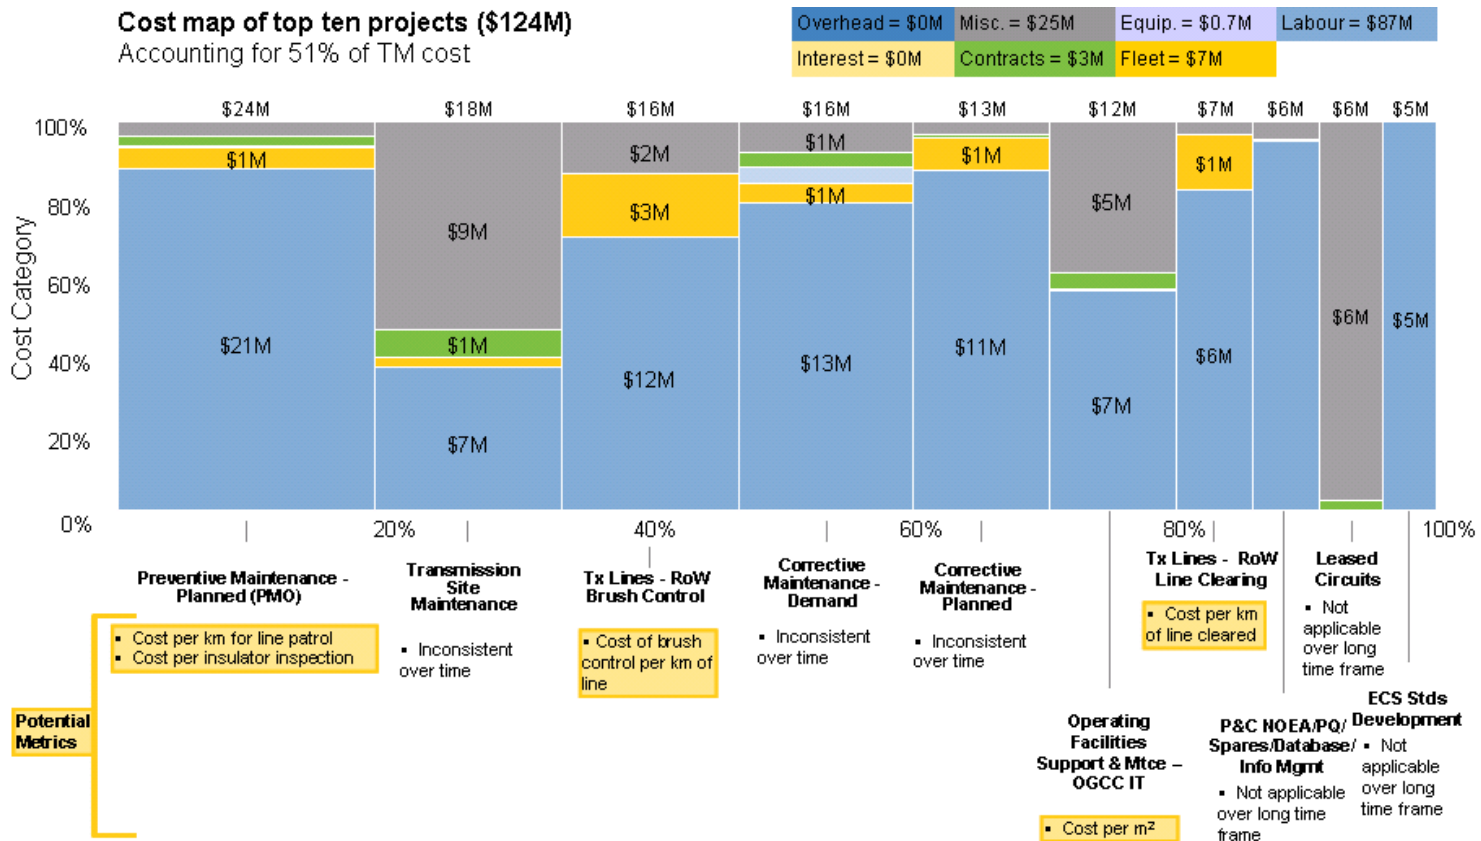 Cost map of top ten projects ($124M)
Accounting for 51% of TM cost
Overhead = $0M
Misc. = $25M
Equip. = $0.7M
Labour = $87M
Interest = $0M
Contracts = $3M
Fleet = $7M
$24M
$18M
$16M
$16M
$13M
$12M
$7M
$6M
$6M
$5M
Cost Category
100%
80%
60%
40%
20%
0%
$1M
$21M
$9M
$1M
$7M
$2M
$3M
$12M
$1M
$1M
$13M
$1M
$11M
$5M
$7M
$1M
$6M
$6M
$5M
20%
40%
60%
80%
100%
Preventive Maintenance -
Planned (PMO)
▪ Cost per km for line patrol
▪ Cost per insulator inspection
Transmission
Site
Maintenance
▪ Inconsistent
over time
Tx Lines - RoW
Brush Control
▪ Cost of brush
control per km of
line
Corrective
Maintenance -
Demand
▪ Inconsistent
over time
Corrective
Maintenance -
Planned
▪ Inconsistent
over time
Operating
Facilities
Support & Mtce –
OGCC IT
▪ Cost per m²
Tx Lines - RoW
Line Clearing
▪ Cost per km
of line cleared
P&C NOEA/PQ/
Spares/Database/
Info Mgmt
▪ Not applicable
over long time
frame
Leased
Circuits
▪ Not
applicable
over long
time frame
ECS Stds
Development
▪ Not
applicable
over long
time frame
Potential
Metrics